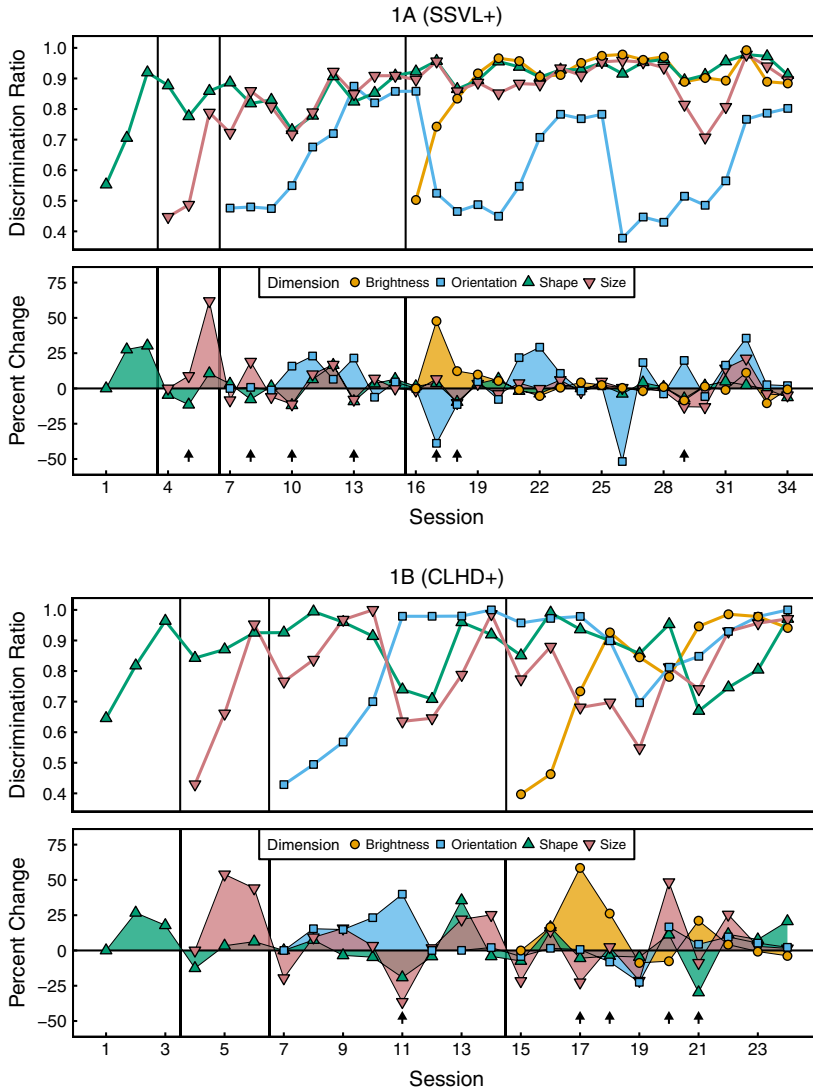 1A (SSVL+)
Discrimination Ratio
1.0
0.9
0.8
0.7
0.6
0.5
0.4
Percent Change
75
50
25
0
−25
−50
Dimension Brightness Orientation Shape Size
1 4 7 10 13 16 19 22 25 28 31 34
Session
1B (CLHD+)
Discrimination Ratio
1.0
0.9
0.8
0.7
0.6
0.5
0.4
Percent Change
75
50
25
0
−25
−50
Dimension Brightness Orientation Shape Size
1 3 5 7 9 11 13 15 17 19 21 23
Session